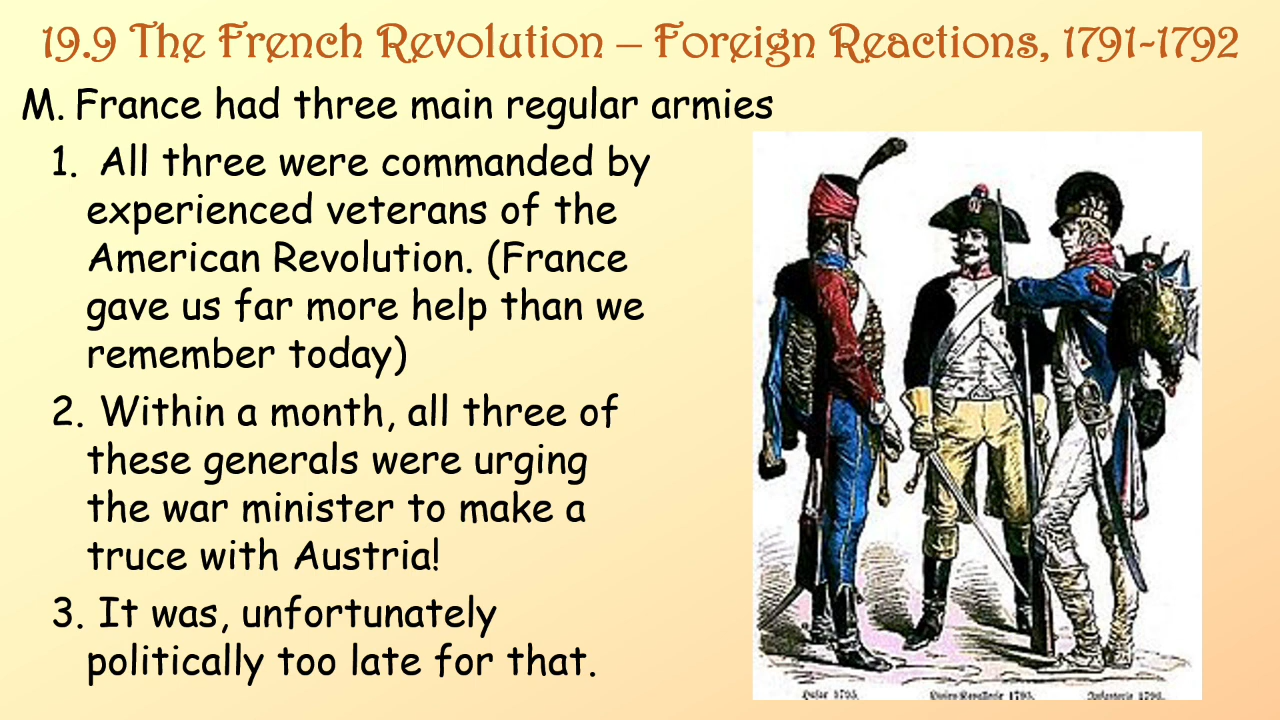 19.9 The French Revolution – Foreign Reactions, 1791-1792
M. France had three main regular armies
1. All three were commanded by
experienced veterans of the
American Revolution. (France
gave us far more help than we
remember today)
2. Within a month, all three of
these generals were urging
the war minister to make a
truce with Austria!
3. It was, unfortunately
politically too late for that.